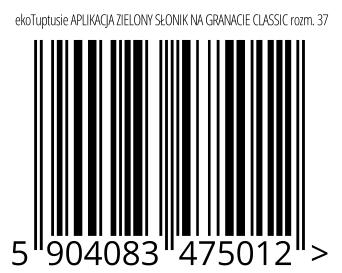 ekoTuptusie APLIKACJA ZIELONY SŁONIK NA GRANACIE CLASSIC rozm. 37
5 904083 475012 >